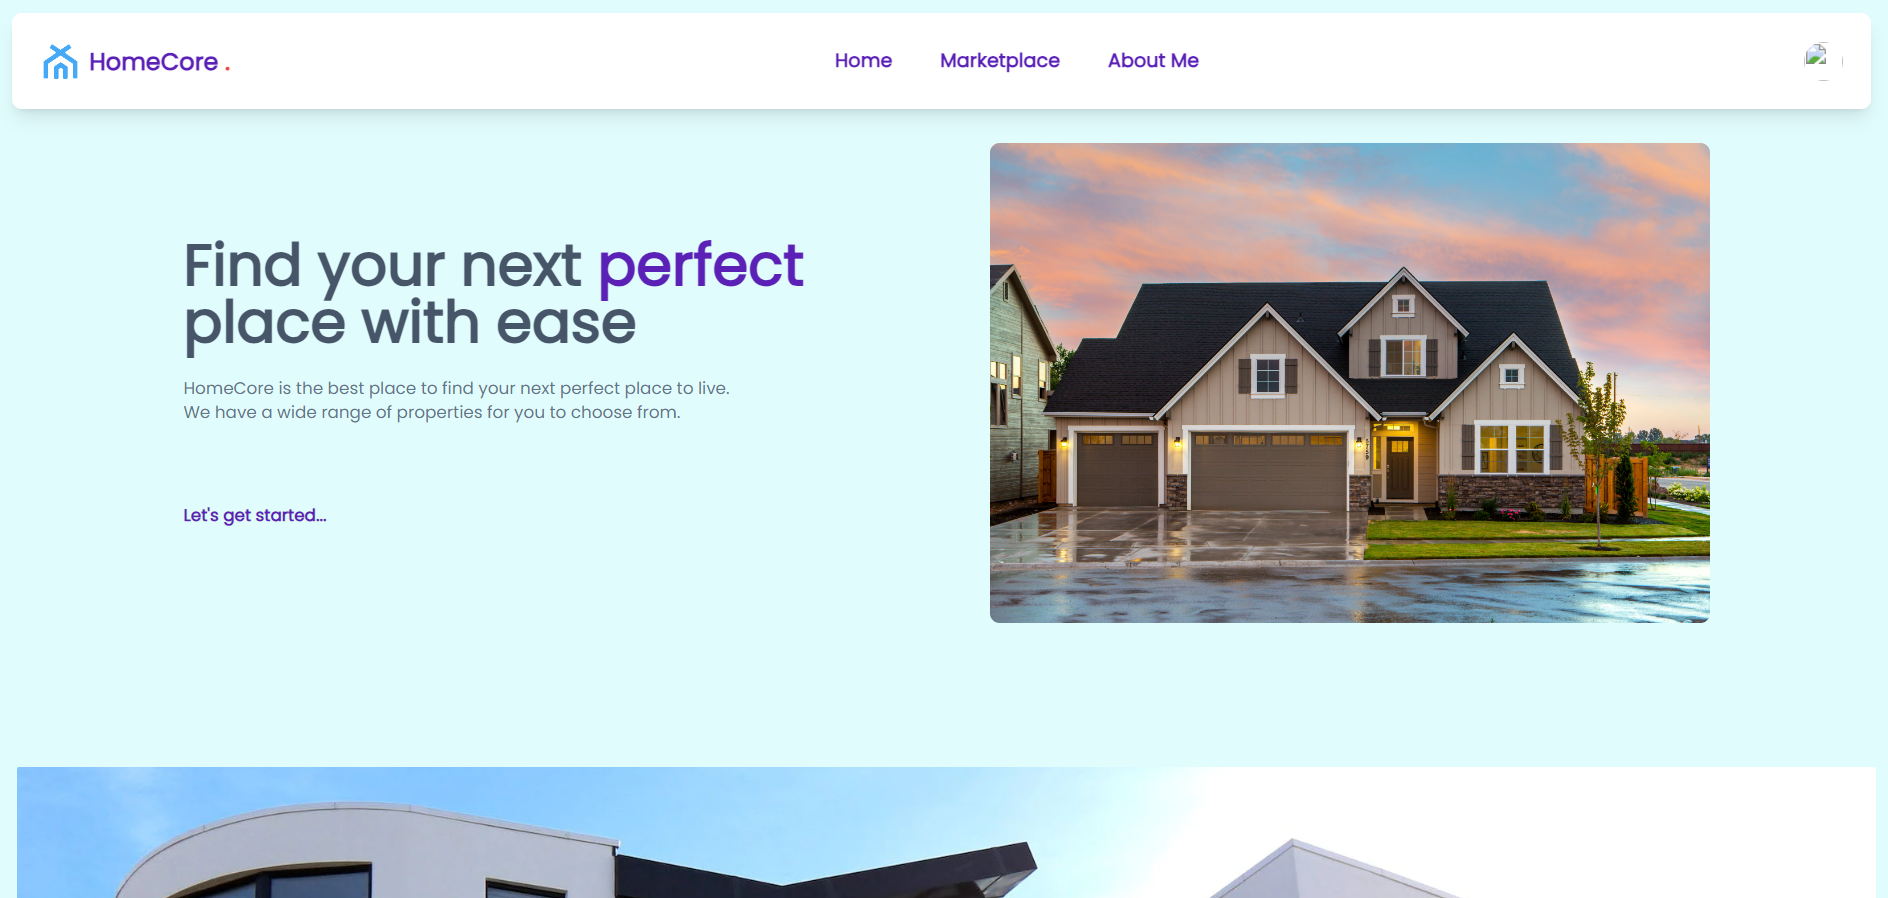 HomeCore .
Home
Marketplace
About Me
Find your next perfect
place with ease
HomeCore is the best place to find your next perfect place to live.
We have a wide range of properties for you to choose from.
Let's get started...